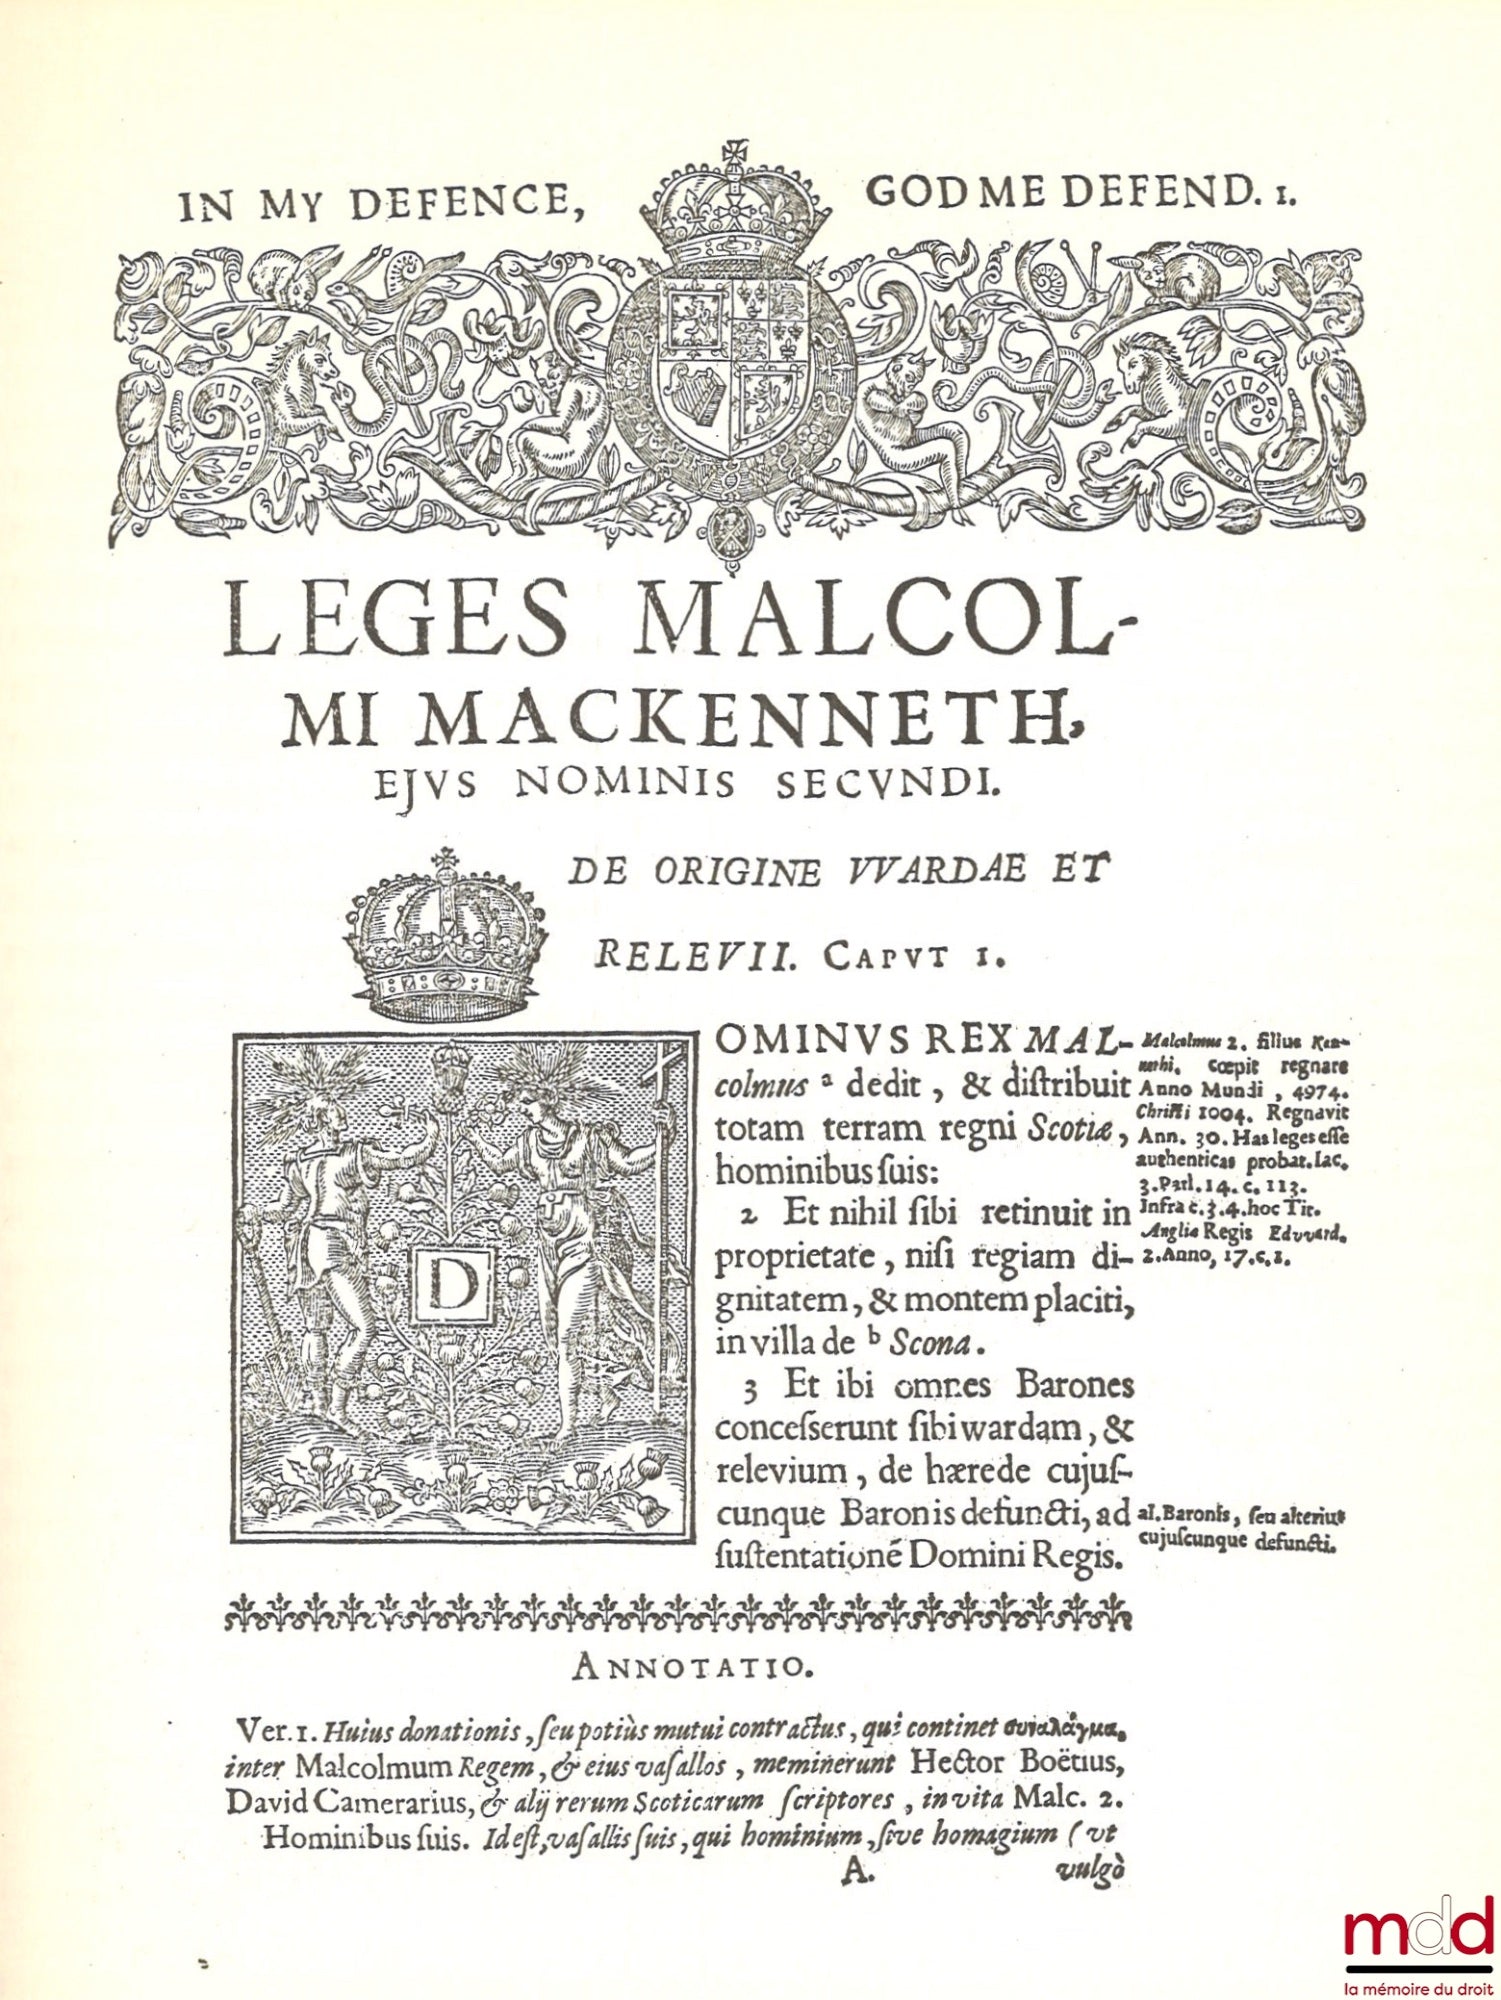 IN MY DEFENCE, GOD ME DEFEND. 1.
LEGES MALCOL-
MI MACKENNETH,
EJVS NOMINIS SECVNDI.
DE ORIGINE VVARDAE ET
RELEVII. CAPVT 1.
D
OMINVS REX MAL-
colmus a dedit, & diſtribuit
totam terram regni Scotiæ,
hominibus ſuis:
2 Et nihil ſibi retinuit in
proprietate, niſi regiam di-
gnitatem, & montem placiti,
in villa de b Scona.
3 Et ibi omnes Barones
conceſſerunt ſibi wardam, &
relevium, de hærede cujuſ-
cunque Baronis defuncti, ad
ſuſtentationẽ Domini Regis.
Malcolmus 2. filius Ken-
nethi. cœpit regnare
Anno Mundi, 4974.
Chriſti 1004. Regnavit
Ann. 30. Has leges eſſe
authenticas probat. Iac.
3. Parl. 14. c. 113.
Infra c. 3. 4. hoc Tit.
Angliæ Regis Edvvard.
2. Anno, 17. c. 1.
al. Baronis, ſeu alterius
cujuſcunque defuncti.
ANNOTATIO.
Ver. 1. Huius donationis, ſeu potiùs mutui contractus, qui continet συναλάγμα,
inter Malcolmum Regem, & eius vaſallos, meminerunt Hector Boëtius,
David Camerarius, & alij rerum Scoticarum ſcriptores, in vita Malc. 2.
Hominibus ſuis. Id eſt, vaſallis ſuis, qui hominium, ſive homagium (vt
A. vulgò
mdd
la mémoire du droit